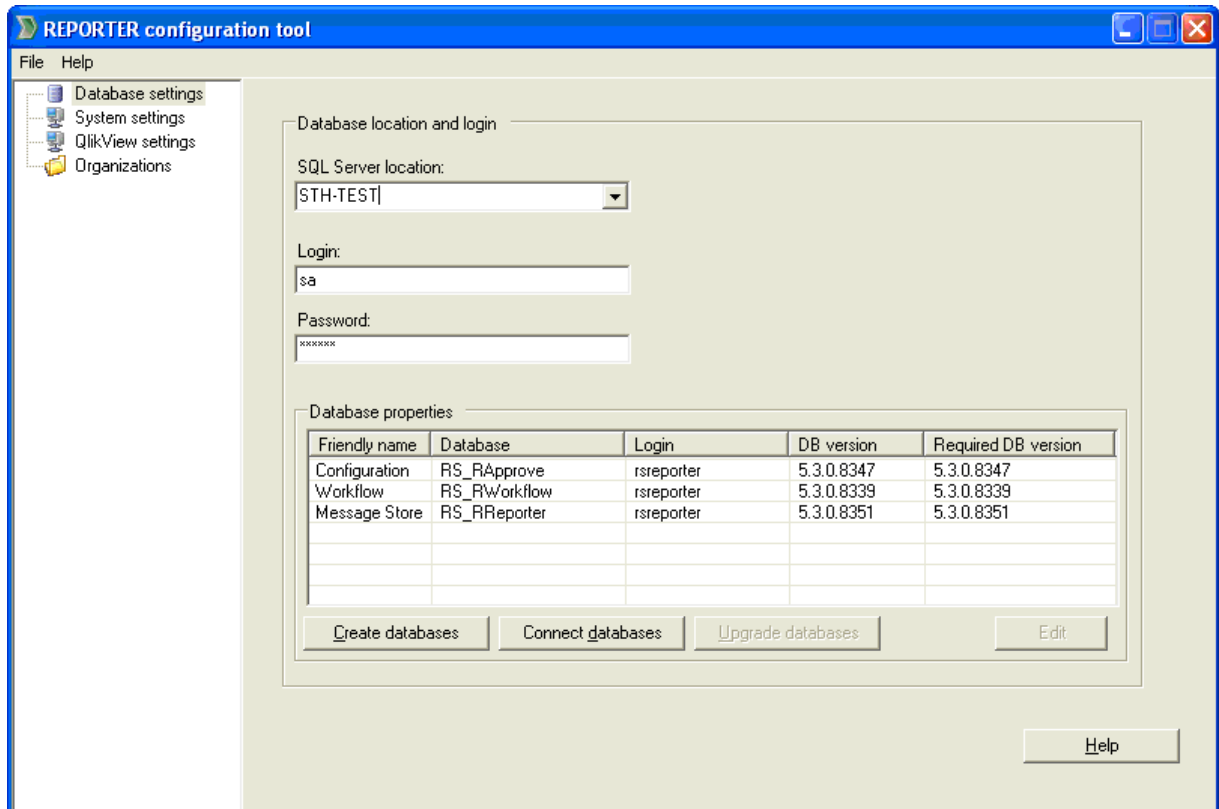 REPORTER configuration tool
File Help
Database settings
System settings
QlikView settings
Organizations
Database location and login
SQL Server location:
STH-TEST
Login:
sa
Password:
××××××
Database properties
Friendly name Database Login DB version Required DB version
Configuration RS_RApprove rsreporter 5.3.0.8347 5.3.0.8347
Workflow RS_RWorkflow rsreporter 5.3.0.8339 5.3.0.8339
Message Store RS_RReporter rsreporter 5.3.0.8351 5.3.0.8351
Create databases Connect databases Upgrade databases Edit
Help